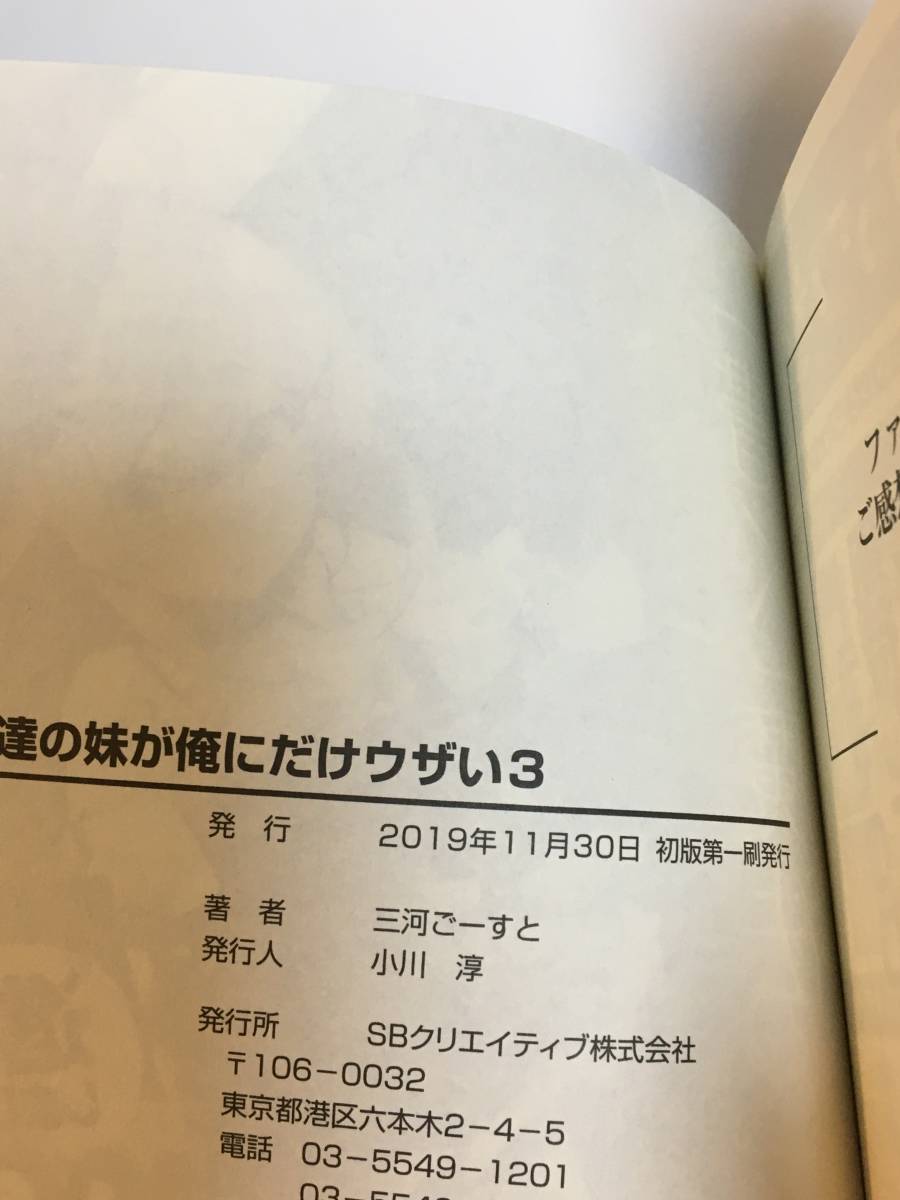 達の妹が俺にだけウザい3
発行 2019年11月30日 初版第一刷発行
著者 三河ごーすと
発行人 小川 淳
発行所 SBクリエイティブ株式会社
〒106-0032
東京都港区六本木2-4-5
電話 03-5549-1201
ファ
ご感